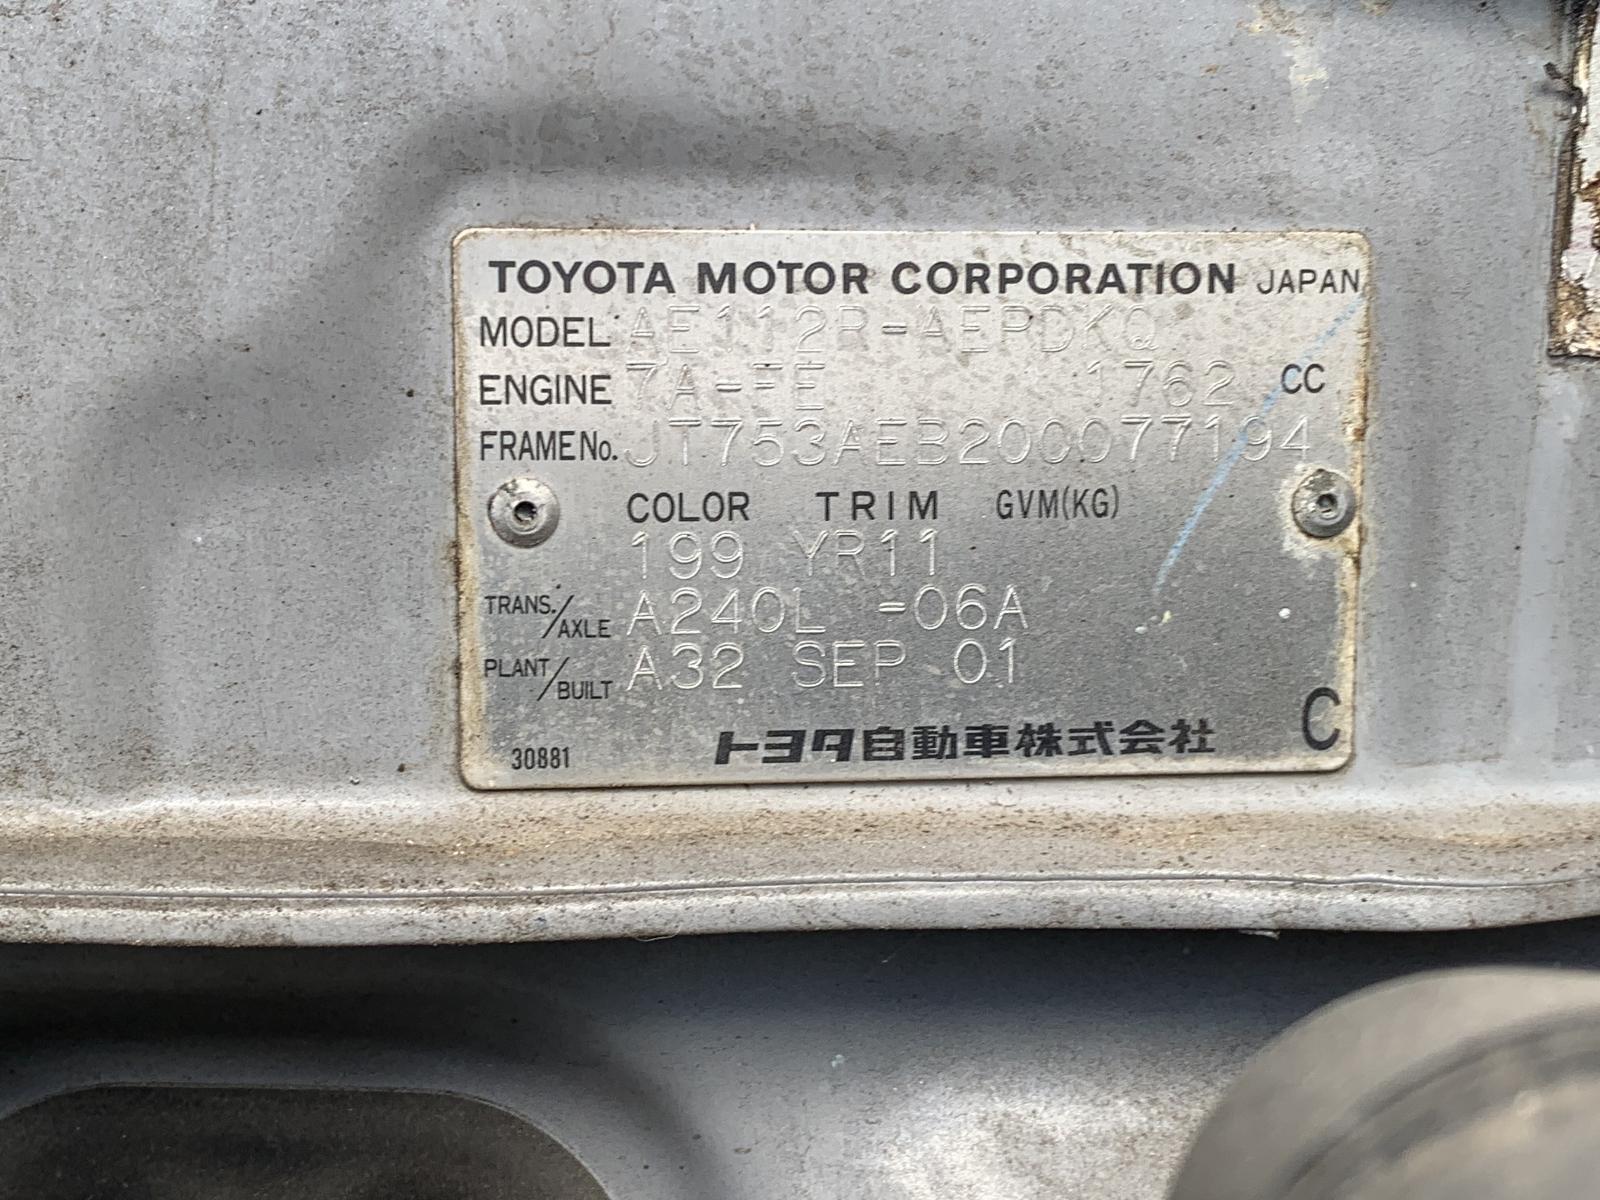 TOYOTA MOTOR CORPORATION JAPAN
MODEL AE112R-AEPDKQ
ENGINE 7A-FE 1762 CC
FRAME No. JT753AEB200077194
COLOR TRIM GVM(KG)
199 YR11
TRANS./AXLE A240L -06A
PLANT/BUILT A32 SEP 01
トヨタ自動車株式会社 C
30881